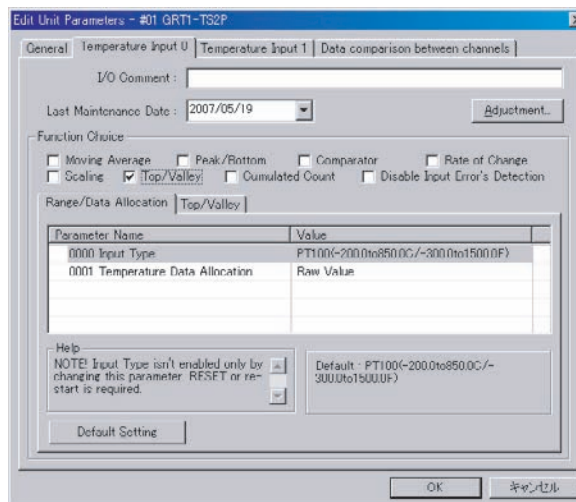 Edit Unit Parameters - #01 GRT1-TS2P
General Temperature Input 0 Temperature Input 1 Data comparison between channels
I/O Comment :
Last Maintenance Date : 2007/05/19 Adjustment..
Function Choice
Moving Average Peak/Bottom Comparator Rate of Change
Scaling Top/Valley Cumulated Count Disable Input Error's Detection
Range/Data Allocation Top/Valley
Parameter Name Value
0000 Input Type PT100(-200.0to850.0C/-300.0to1500.0F)
0001 Temperature Data Allocation Raw Value
Help
NOTE! Input Type isn't enabled only by
changing this parameter. RESET or re-
start is required.
Default : PT100(-200.0to850.0C/-
300.0to1500.0F)
Default Setting
OK キャンセル